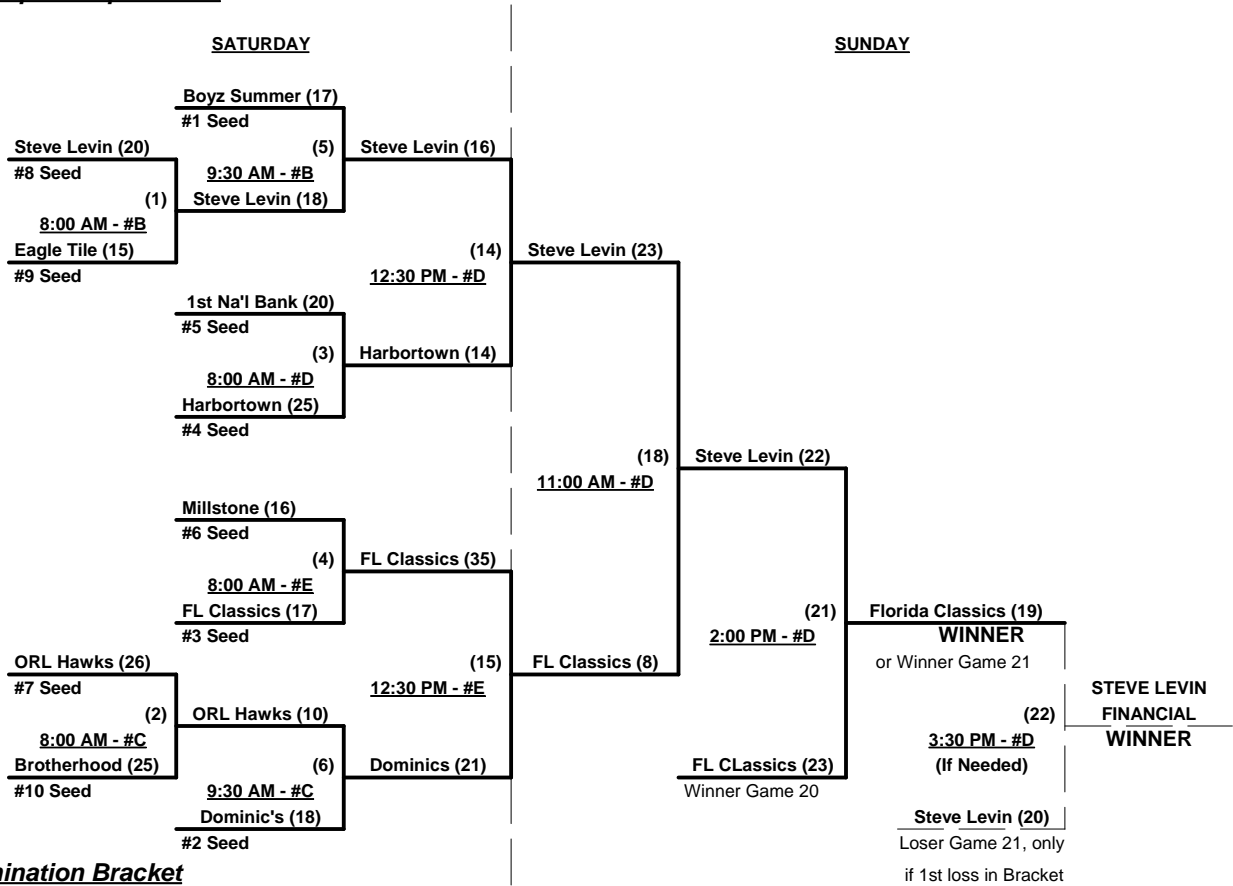 SATURDAY
SUNDAY
Boyz Summer (17)
#1 Seed
Steve Levin (20)
(5)
Steve Levin (16)
#8 Seed
9:30 AM - #B
(1)
Steve Levin (18)
8:00 AM - #B
Eagle Tile (15)
(14)
Steve Levin (23)
#9 Seed
12:30 PM - #D
1st Na'l Bank (20)
#5 Seed
(3)
Harbortown (14)
8:00 AM - #D
Harbortown (25)
#4 Seed
(18)
Steve Levin (22)
11:00 AM - #D
Millstone (16)
#6 Seed
(4)
FL Classics (35)
8:00 AM - #E
FL Classics (17)
(21)
Florida Classics (19)
#3 Seed
2:00 PM - #D
WINNER
ORL Hawks (26)
(15)
FL Classics (8)
or Winner Game 21
#7 Seed
12:30 PM - #E
STEVE LEVIN
(2)
ORL Hawks (10)
(22)
FINANCIAL
8:00 AM - #C
3:30 PM - #D
WINNER
Brotherhood (25)
(6)
Dominics (21)
FL CLassics (23)
(If Needed)
#10 Seed
9:30 AM - #C
Winner Game 20
Dominic's (18)
Steve Levin (20)
#2 Seed
Loser Game 21, only
ination Bracket
if 1st loss in Bracket